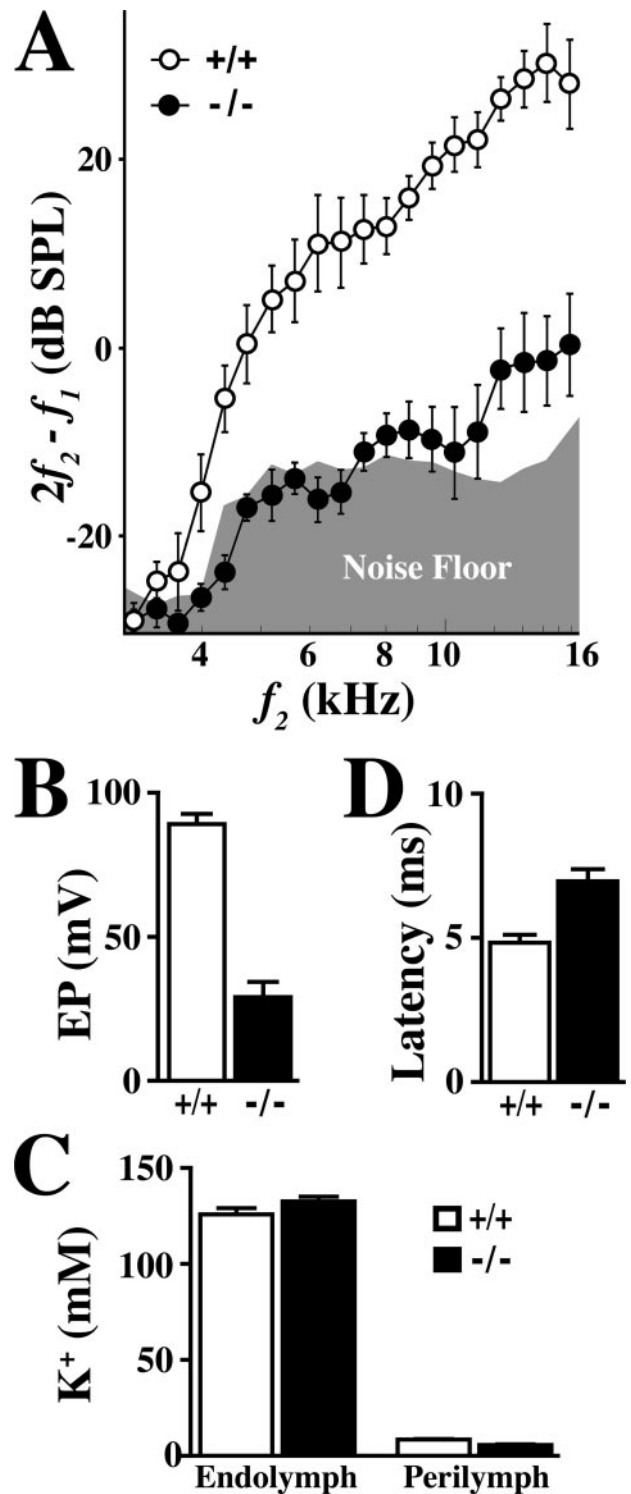 A
+/+
-/-
20
0
-20
2f2 - f1 (dB SPL)
Noise Floor
4 6 8 10 16
f2 (kHz)
B
100
50
0
EP (mV)
+/+ -/-
D
10
5
0
Latency (ms)
+/+ -/-
C
150
100
50
0
K+ (mM)
+/+
-/-
Endolymph Perilymph